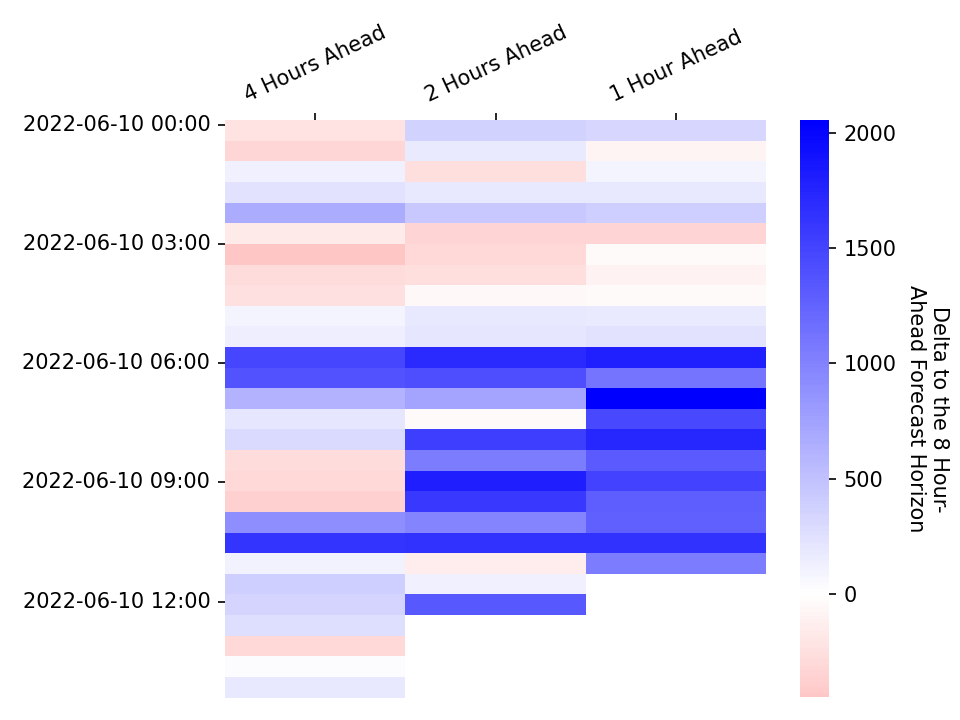 4 Hours Ahead
2 Hours Ahead
1 Hour Ahead
2022-06-10 00:00
2022-06-10 03:00
2022-06-10 06:00
2022-06-10 09:00
2022-06-10 12:00
2000
1500
1000
500
0
Delta to the 8 Hour-
Ahead Forecast Horizon